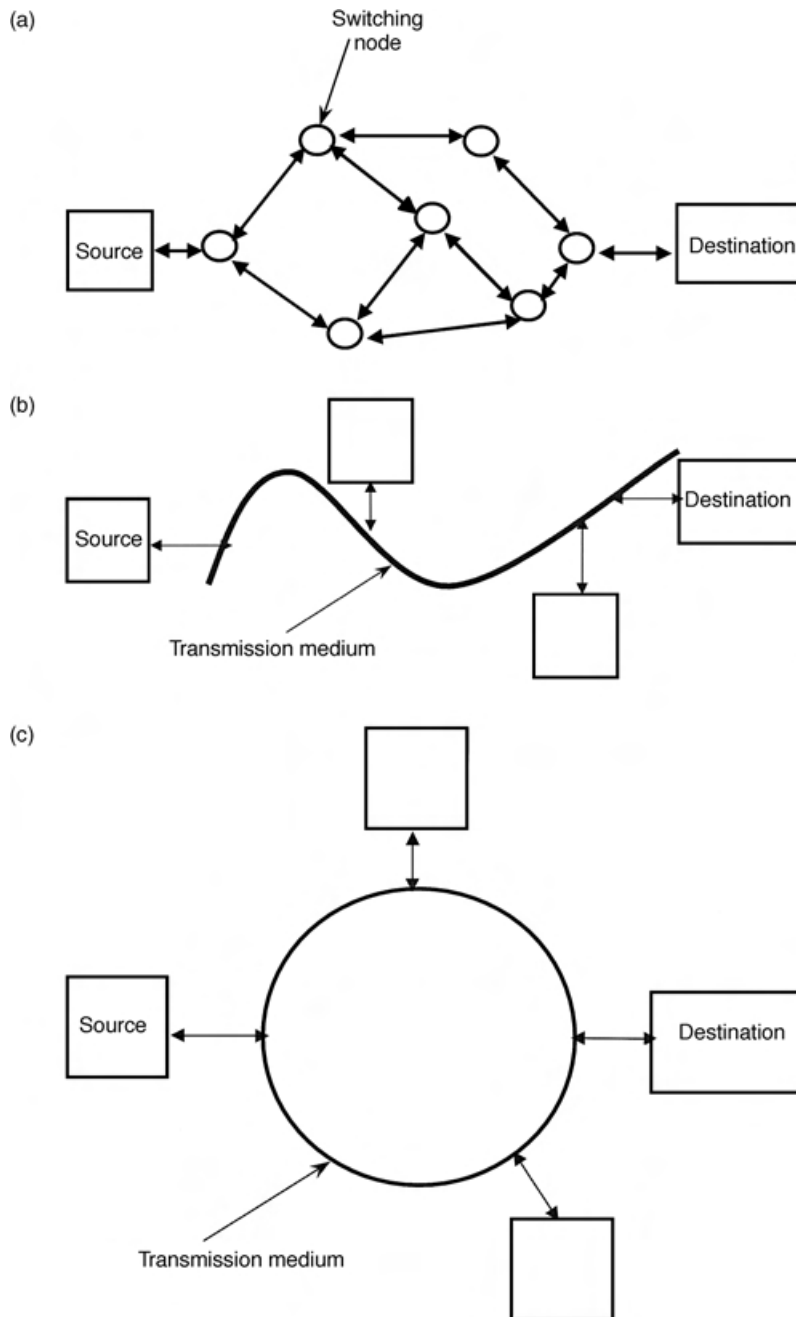 (a)
Switching
node
Source
Destination
(b)
Source
Destination
Transmission medium
(c)
Source
Destination
Transmission medium